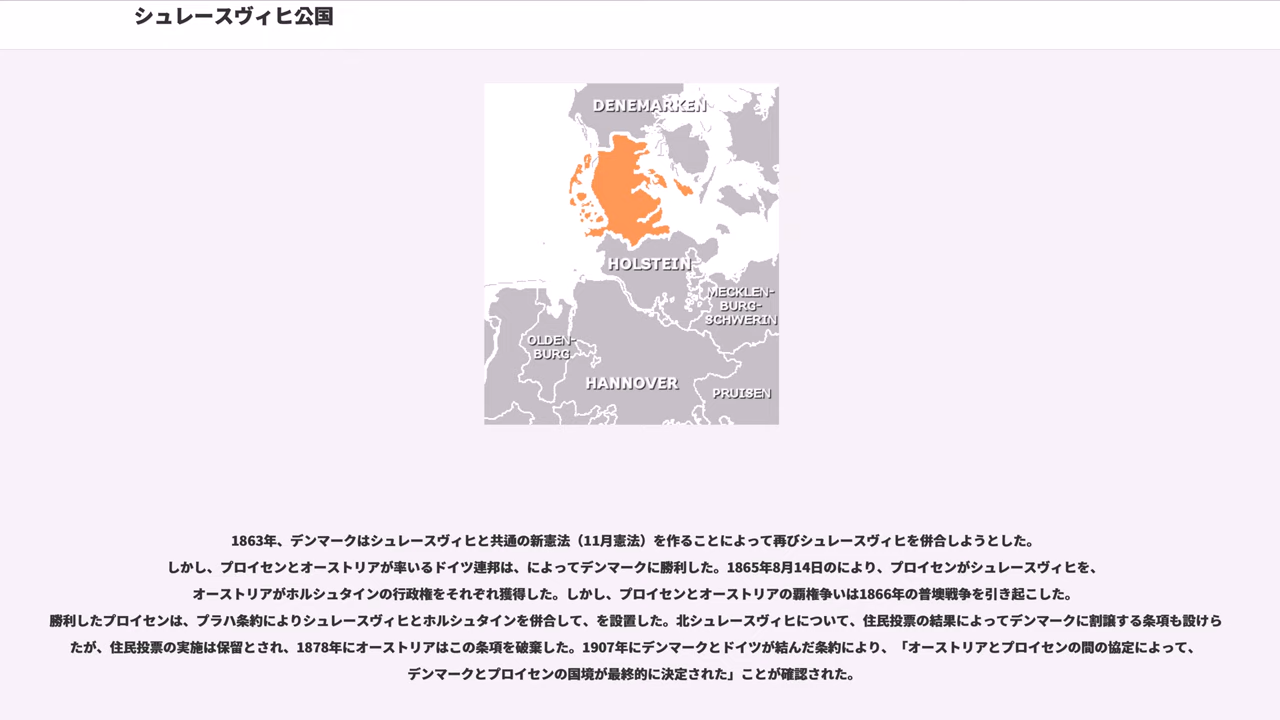 シュレースヴィヒ公国
DENEMARKEN
HOLSTEIN
MECKLEN-
BURG-
SCHWERIN
OLDEN-
BURG
HANNOVER
PRUISEN
1863年、デンマークはシュレースヴィヒと共通の新憲法（11月憲法）を作ることによって再びシュレースヴィヒを併合しようとした。
しかし、プロイセンとオーストリアが率いるドイツ連邦は、によってデンマークに勝利した。1865年8月14日のにより、プロイセンがシュレースヴィヒを、
オーストリアがホルシュタインの行政権をそれぞれ獲得した。しかし、プロイセンとオーストリアの覇権争いは1866年の普墺戦争を引き起こした。
勝利したプロイセンは、プラハ条約によりシュレースヴィヒとホルシュタインを併合して、を設置した。北シュレースヴィヒについて、住民投票の結果によってデンマークに割譲する条項も設けら
たが、住民投票の実施は保留とされ、1878年にオーストリアはこの条項を破棄した。1907年にデンマークとドイツが結んだ条約により、「オーストリアとプロイセンの間の協定によって、
デンマークとプロイセンの国境が最終的に決定された」ことが確認された。